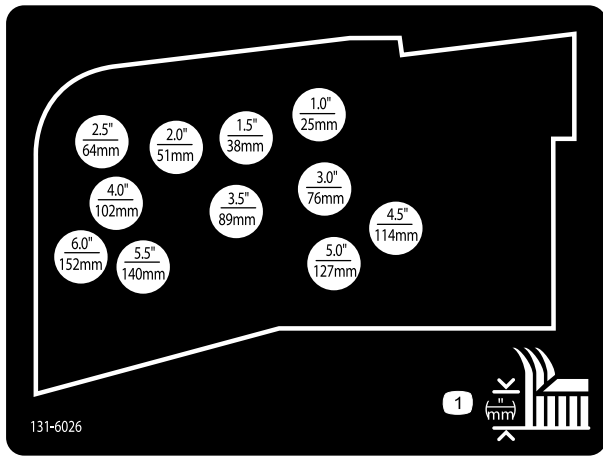 1.0"
25mm
1.5"
38mm
2.5"
64mm
2.0"
51mm
3.0"
76mm
4.0"
102mm
3.5"
89mm
4.5"
114mm
6.0"
152mm
5.5"
140mm
5.0"
127mm
1
(")
mm
131-6026